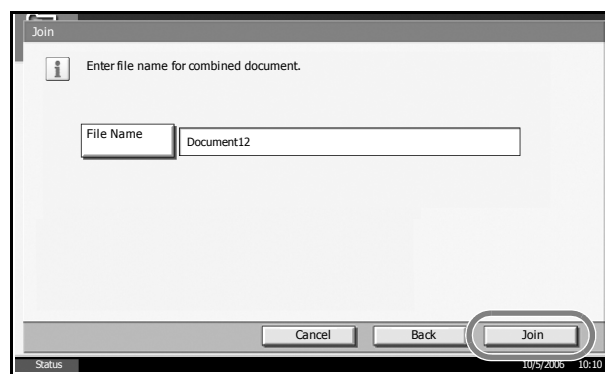 Join
Enter file name for combined document.
File Name
Document12
Cancel Back Join
Status 10/5/2006 10:10